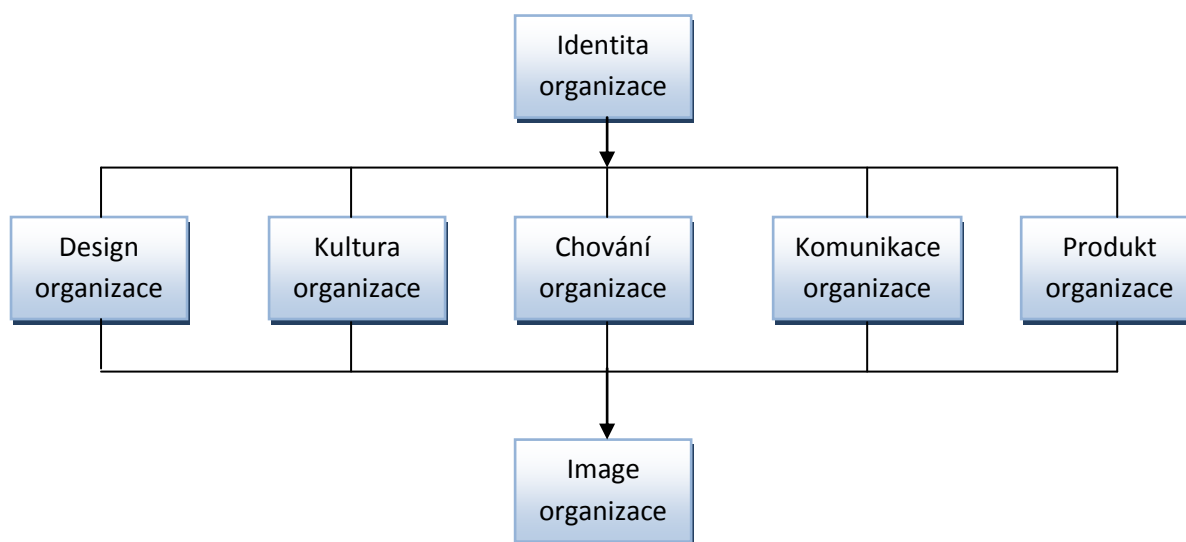 Identita
organizace
Design
organizace
Kultura
organizace
Chování
organizace
Komunikace
organizace
Produkt
organizace
Image
organizace